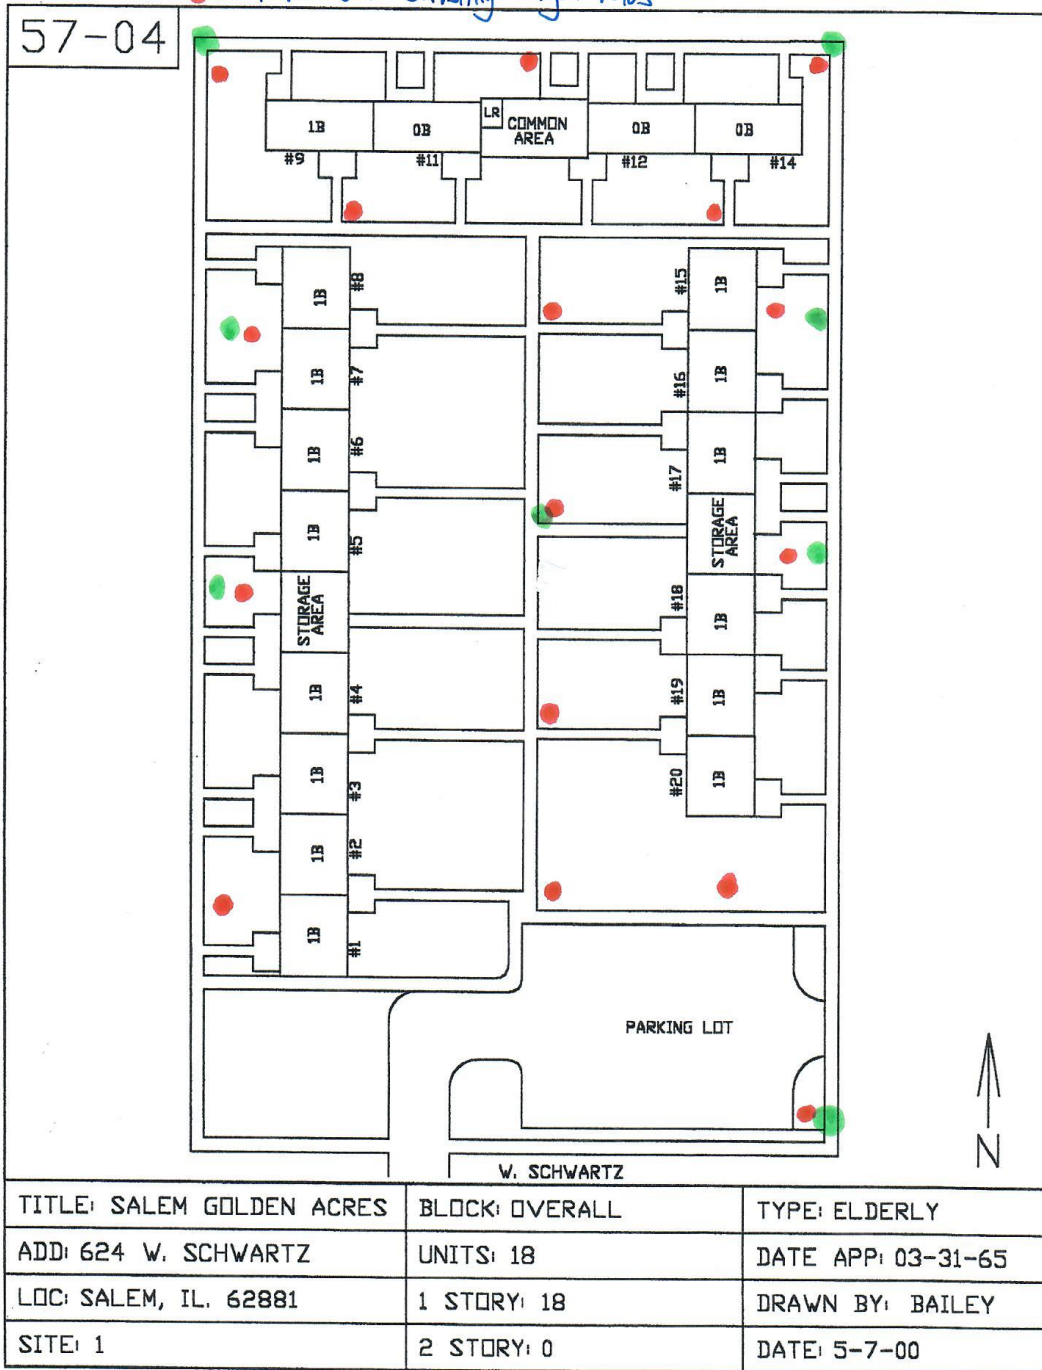 57-04
LR
COMMON
AREA
1B
0B
0B
0B
#9
#11
#12
#14
1B
#8
#15
1B
1B
#7
#16
1B
1B
#6
#17
1B
1B
#5
STORAGE
AREA
STORAGE
AREA
#18
1B
1B
#4
#19
1B
1B
#3
#20
1B
1B
#2
1B
#1
PARKING LOT
N
W. SCHWARTZ
TITLE: SALEM GOLDEN ACRES
BLOCK: OVERALL
TYPE: ELDERLY
ADD: 624 W. SCHWARTZ
UNITS: 18
DATE APP: 03-31-65
LOC: SALEM, IL. 62881
1 STORY: 18
DRAWN BY: BAILEY
SITE: 1
2 STORY: 0
DATE: 5-7-00